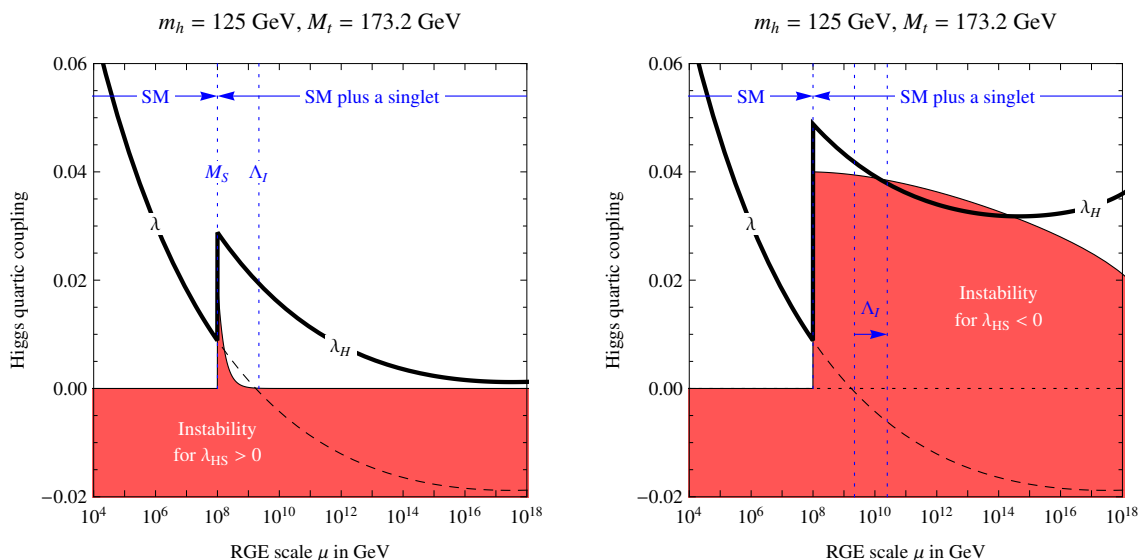 m_h = 125 GeV, M_t = 173.2 GeV
0.06
0.04
0.02
0.00
−0.02
Higgs quartic coupling
SM
SM plus a singlet
M_S
Λ_I
λ
λ_H
Instability
for λ_HS > 0
10^4
10^6
10^8
10^10
10^12
10^14
10^16
10^18
RGE scale μ in GeV
m_h = 125 GeV, M_t = 173.2 GeV
0.06
0.04
0.02
0.00
−0.02
Higgs quartic coupling
SM
SM plus a singlet
λ
λ_H
Instability
for λ_HS < 0
Λ_I
10^4
10^6
10^8
10^10
10^12
10^14
10^16
10^18
RGE scale μ in GeV